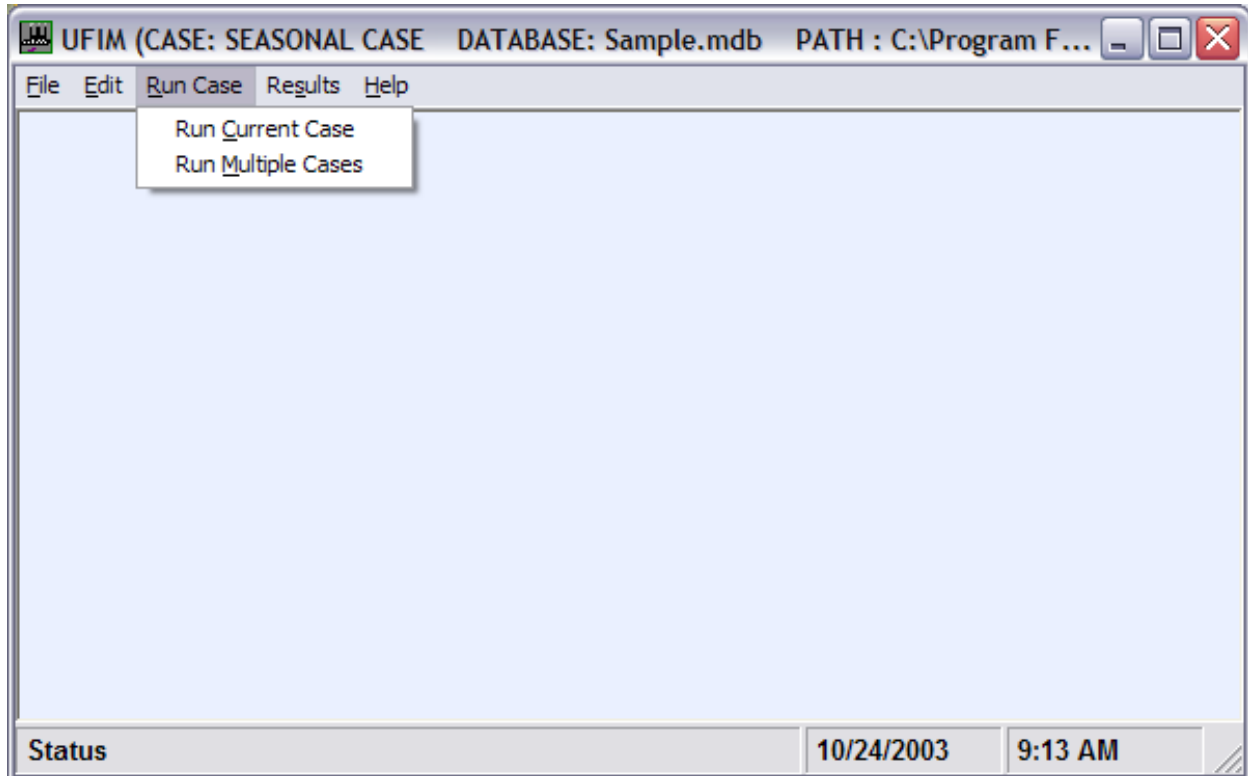 UFIM (CASE: SEASONAL CASE DATABASE: Sample.mdb PATH : C:\Program F...
File Edit Run Case Results Help
Run Current Case
Run Multiple Cases
Status 10/24/2003 9:13 AM